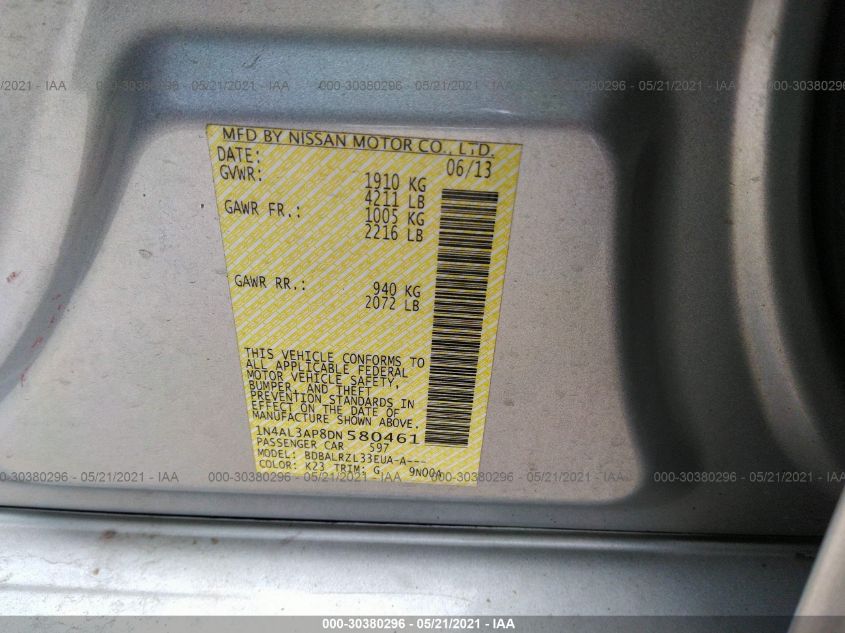 000-30380296 - 05/21/2021 - IAA
MFD BY NISSAN MOTOR CO., LTD.
DATE: 06/13
GVWR: 1910 KG
4211 LB
GAWR FR.: 1005 KG
2216 LB
GAWR RR.: 940 KG
2072 LB
THIS VEHICLE CONFORMS TO
ALL APPLICABLE FEDERAL
MOTOR VEHICLE SAFETY,
BUMPER, AND THEFT
PREVENTION STANDARDS IN
EFFECT ON THE DATE OF
MANUFACTURE SHOWN ABOVE.
1N4AL3AP8DN580461
PASSENGER CAR 597
MODEL: BDBALRZL33EUA-A---
COLOR: K23 TRIM: G 9N00A
000-30380296 - 05/21/2021 - IAA
000-30380296 - 05/21/2021 - IAA